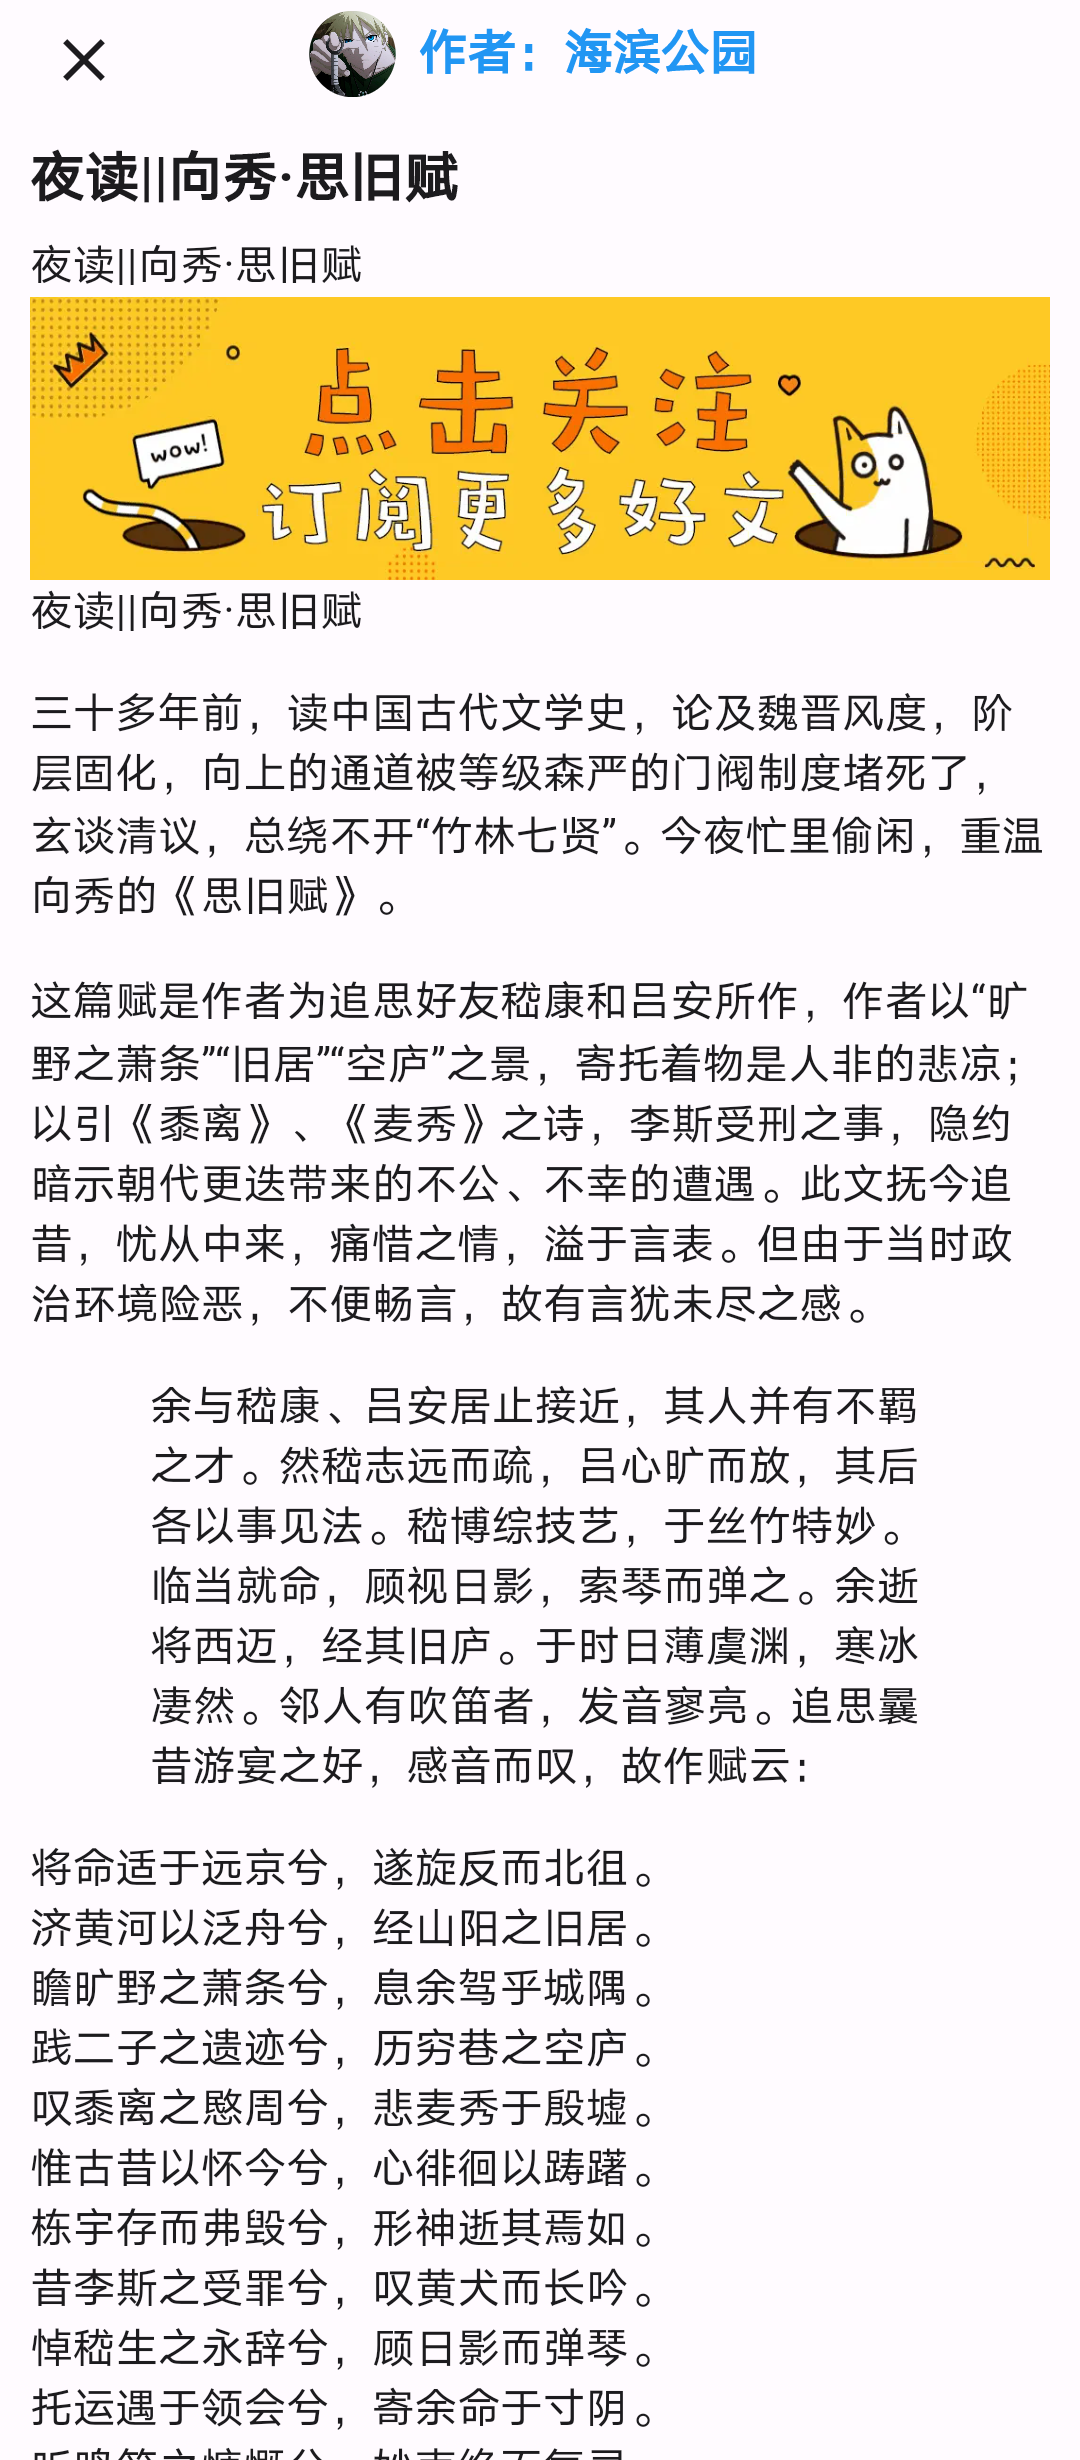 作者：海滨公园
夜读||向秀·思旧赋
夜读||向秀·思旧赋
点击关注
wow!
订阅更多好文
夜读||向秀·思旧赋
三十多年前，读中国古代文学史，论及魏晋风度，阶
层固化，向上的通道被等级森严的门阀制度堵死了，
玄谈清议，总绕不开“竹林七贤”。今夜忙里偷闲，重温
向秀的《思旧赋》。
这篇赋是作者为追思好友嵇康和吕安所作，作者以“旷
野之萧条”“旧居”“空庐”之景，寄托着物是人非的悲凉；
以引《黍离》、《麦秀》之诗，李斯受刑之事，隐约
暗示朝代更迭带来的不公、不幸的遭遇。此文抚今追
昔，忧从中来，痛惜之情，溢于言表。但由于当时政
治环境险恶，不便畅言，故有言犹未尽之感。
余与嵇康、吕安居止接近，其人并有不羁
之才。然嵇志远而疏，吕心旷而放，其后
各以事见法。嵇博综技艺，于丝竹特妙。
临当就命，顾视日影，索琴而弹之。余逝
将西迈，经其旧庐。于时日薄虞渊，寒冰
凄然。邻人有吹笛者，发音寥亮。追思曩
昔游宴之好，感音而叹，故作赋云：
将命适于远京兮，遂旋反而北徂。
济黄河以泛舟兮，经山阳之旧居。
瞻旷野之萧条兮，息余驾乎城隅。
践二子之遗迹兮，历穷巷之空庐。
叹黍离之愍周兮，悲麦秀于殷墟。
惟古昔以怀今兮，心徘徊以踌躇。
栋宇存而弗毁兮，形神逝其焉如。
昔李斯之受罪兮，叹黄犬而长吟。
悼嵇生之永辞兮，顾日影而弹琴。
托运遇于领会兮，寄余命于寸阴。